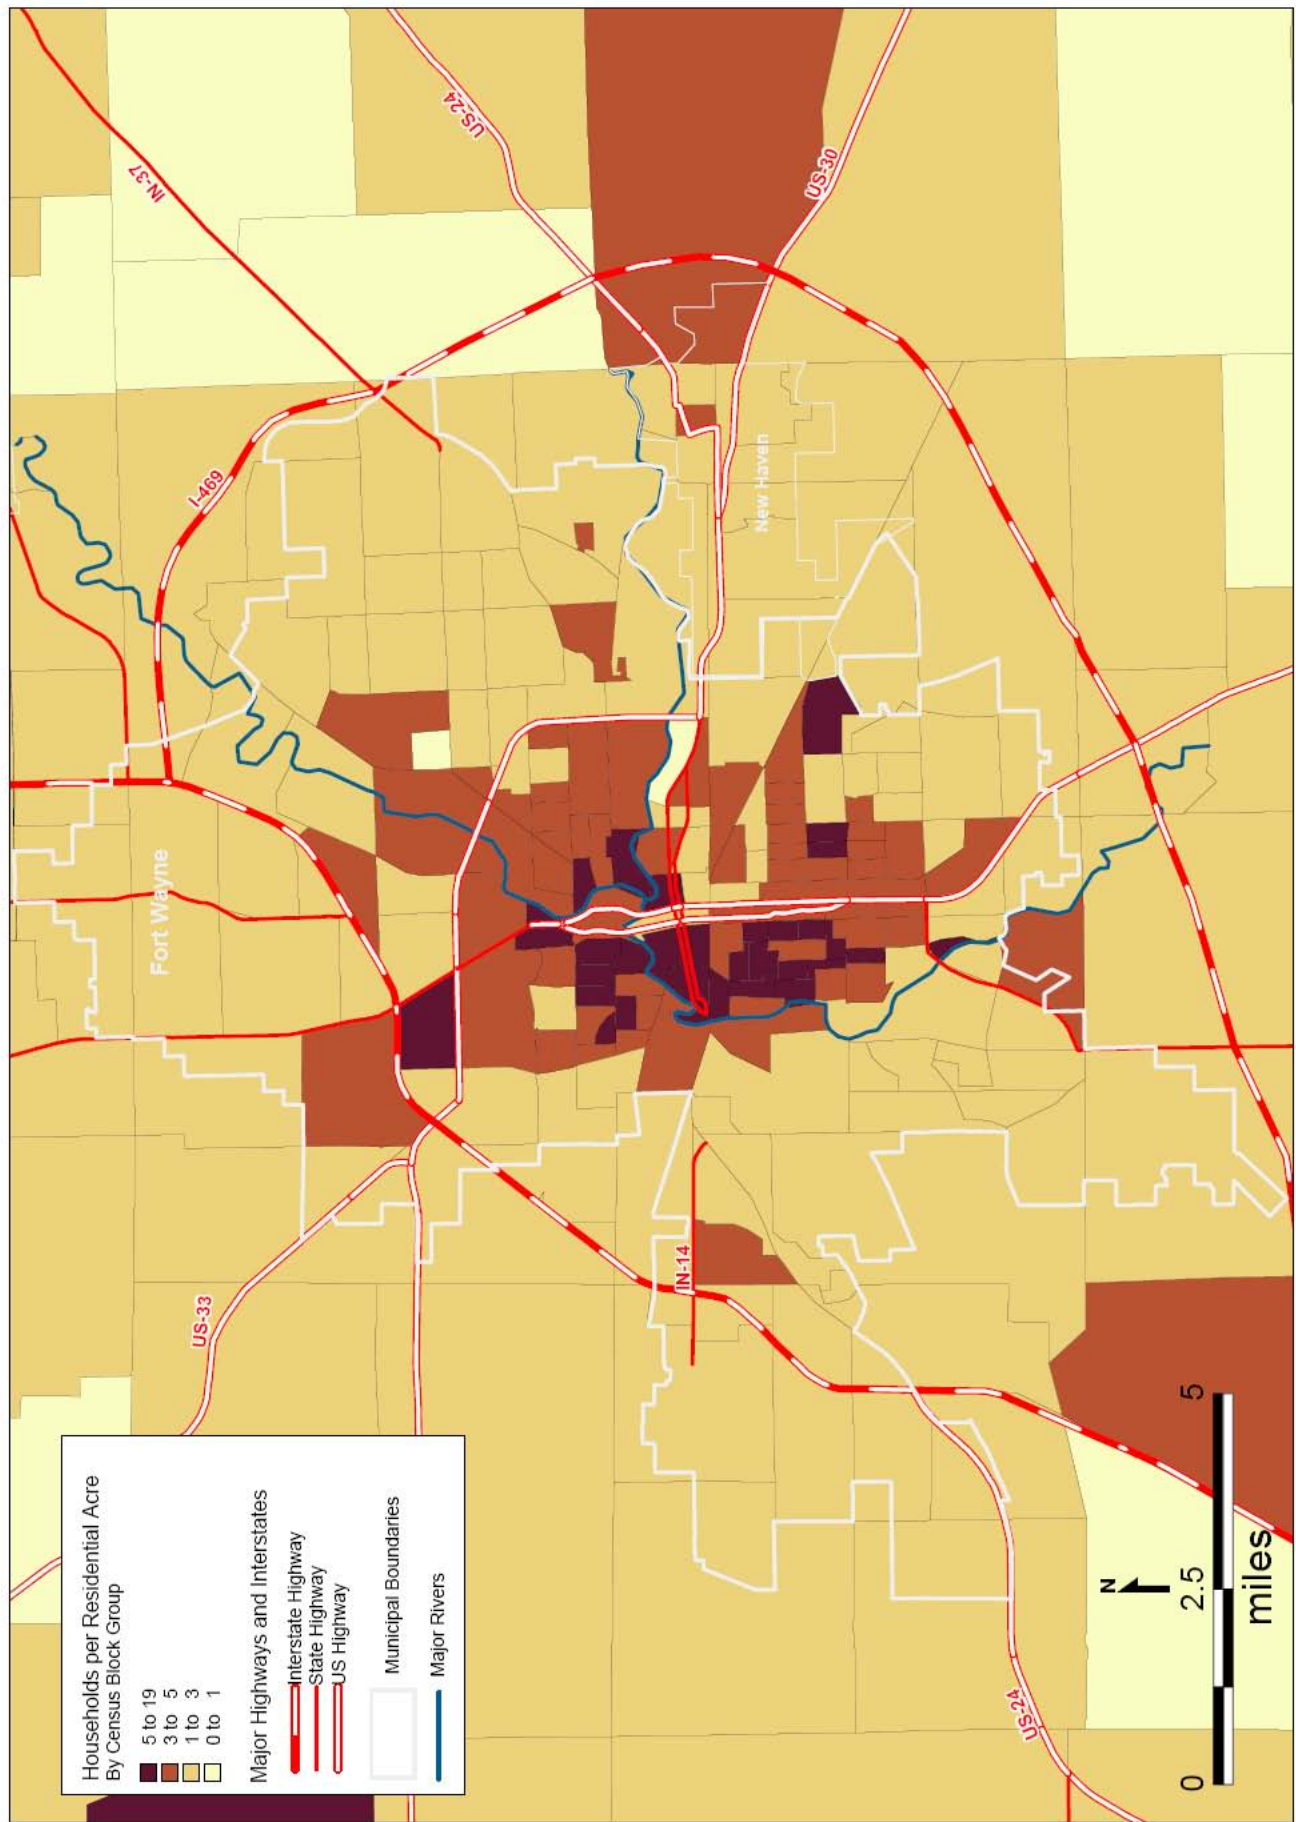 Households per Residential Acre
By Census Block Group
5 to 19
3 to 5
1 to 3
0 to 1
Major Highways and Interstates
Interstate Highway
State Highway
US Highway
Municipal Boundaries
Major Rivers
US-33
Fort Wayne
I-469
IN-37
US-24
US-30
New Haven
IN-14
US-24
N
0
2.5
5
miles